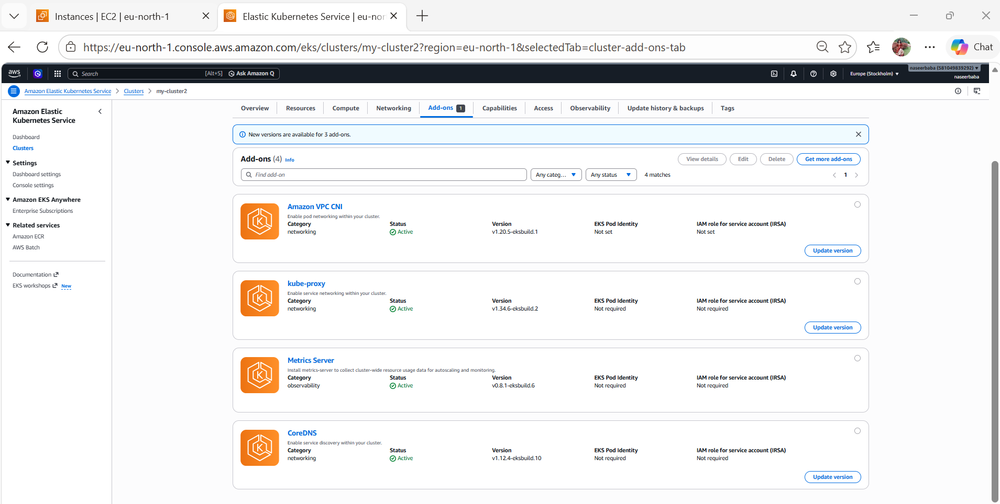 Instances | EC2 | eu-north-1
Elastic Kubernetes Service | eu-nor
https://eu-north-1.console.aws.amazon.com/eks/clusters/my-cluster2?region=eu-north-1&selectedTab=cluster-add-ons-tab
Chat
aws
Search [Alt+S] Ask Amazon Q
Europe (Stockholm)
naseerbaba (581049839292)
naseerbaba
Amazon Elastic Kubernetes Service
Clusters
my-cluster2
Amazon Elastic
Kubernetes Service
Dashboard
Clusters
Settings
Dashboard settings
Console settings
Amazon EKS Anywhere
Enterprise Subscriptions
Related services
Amazon ECR
AWS Batch
Documentation
EKS workshops New
Overview Resources Compute Networking Add-ons 1 Capabilities Access Observability Update history & backups Tags
New versions are available for 3 add-ons.
Add-ons (4) Info
View details Edit Delete Get more add-ons
Find add-on Any categ... Any status 4 matches 1
Amazon VPC CNI
Enable pod networking within your cluster.
Category Status Version EKS Pod Identity IAM role for service account (IRSA)
networking Active v1.20.5-eksbuild.1 Not set Not set
Update version
kube-proxy
Enable service networking within your cluster.
Category Status Version EKS Pod Identity IAM role for service account (IRSA)
networking Active v1.34.6-eksbuild.2 Not required Not required
Update version
Metrics Server
Install metrics-server to collect cluster-wide resource usage data for autoscaling and monitoring.
Category Status Version EKS Pod Identity IAM role for service account (IRSA)
observability Active v0.8.1-eksbuild.6 Not required Not required
CoreDNS
Enable service discovery within your cluster.
Category Status Version EKS Pod Identity IAM role for service account (IRSA)
networking Active v1.12.4-eksbuild.10 Not required Not required
Update version